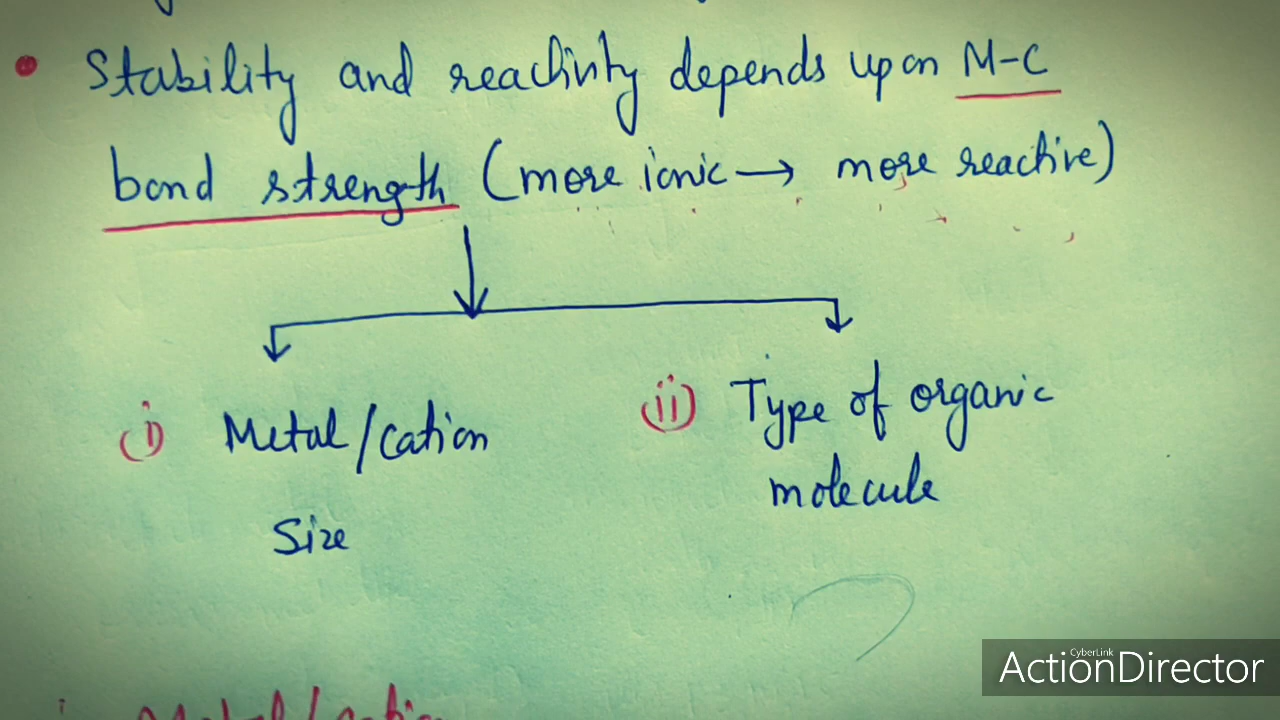 • Stability and reactivity depends upon M-C
bond strength (more ionic → more reactive)
(i) Metal/cation
Size
(ii) Type of organic
molecule
CyberLink
ActionDirector